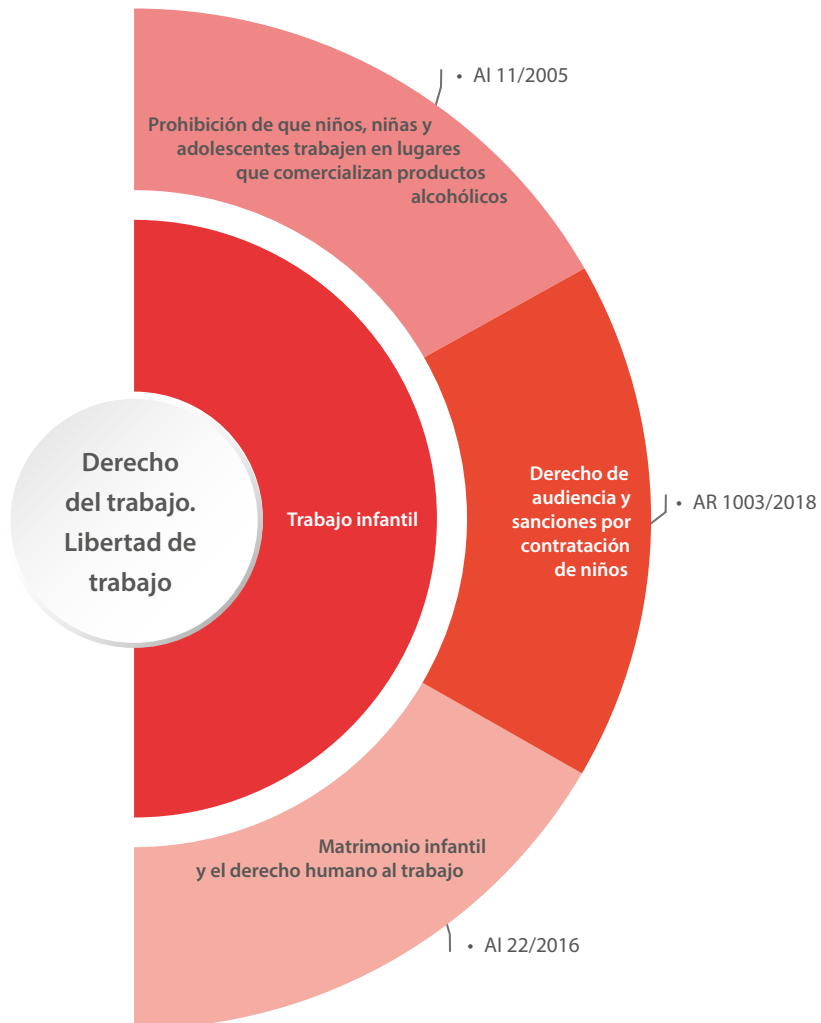 • AI 11/2005
Prohibición de que niños, niñas y
adolescentes trabajen en lugares
que comercializan productos
alcohólicos
Derecho
del trabajo.
Libertad de
trabajo
Trabajo infantil
Derecho de
audiencia y
sanciones por
contratación
de niños
• AR 1003/2018
Matrimonio infantil
y el derecho humano al trabajo
• AI 22/2016